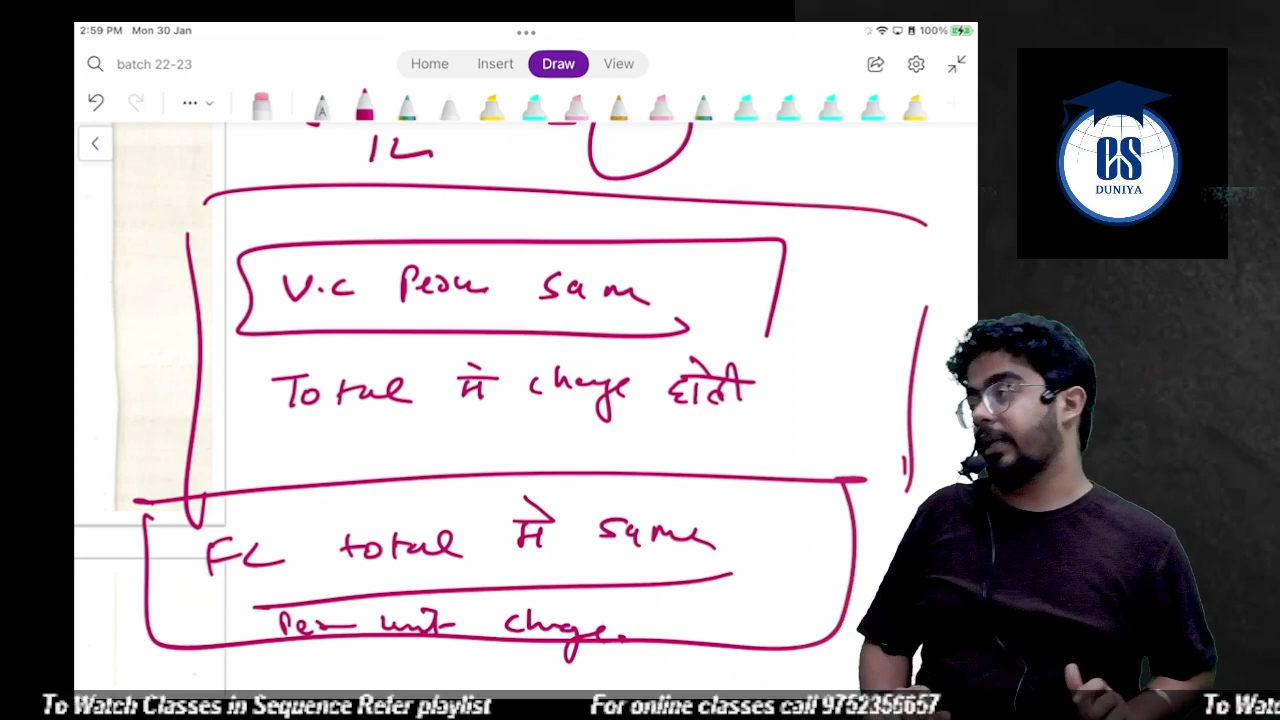 2:59 PM Mon 30 Jan
100%
batch 22-23
Home Insert Draw View
CS
DUNIYA
V.C Per Sam
Total में change होती
FC total में same
Per unit change.
To Watch Classes in Sequence Refer playlist For online classes call 9752356657 To Watc